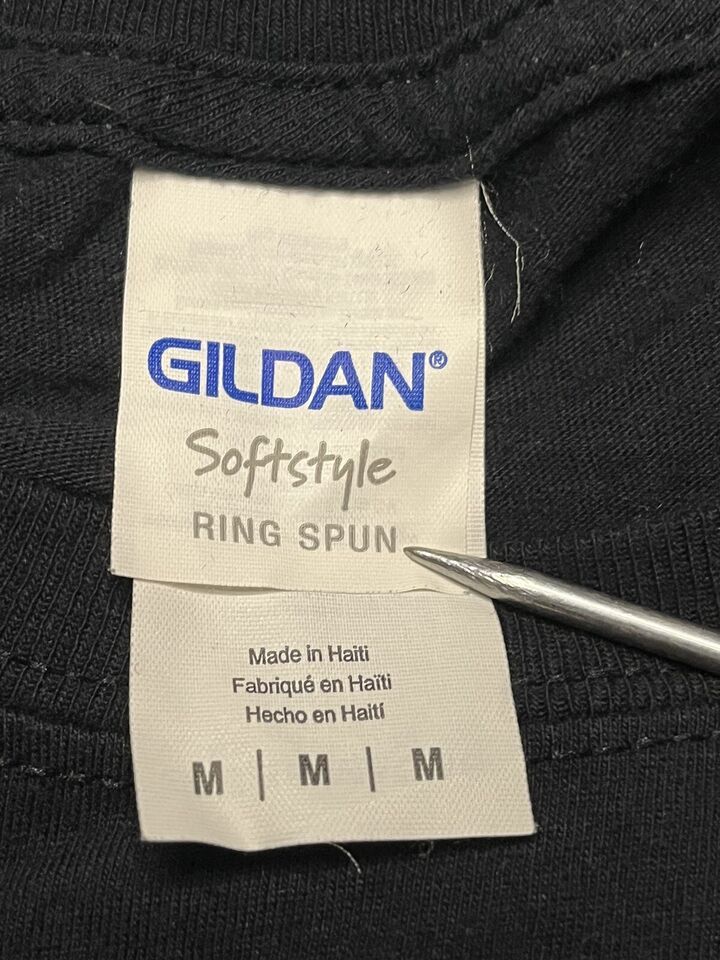 GILDAN®
Softstyle
RING SPUN
Made in Haiti
Fabriqué en Haïti
Hecho en Haití
M | M | M